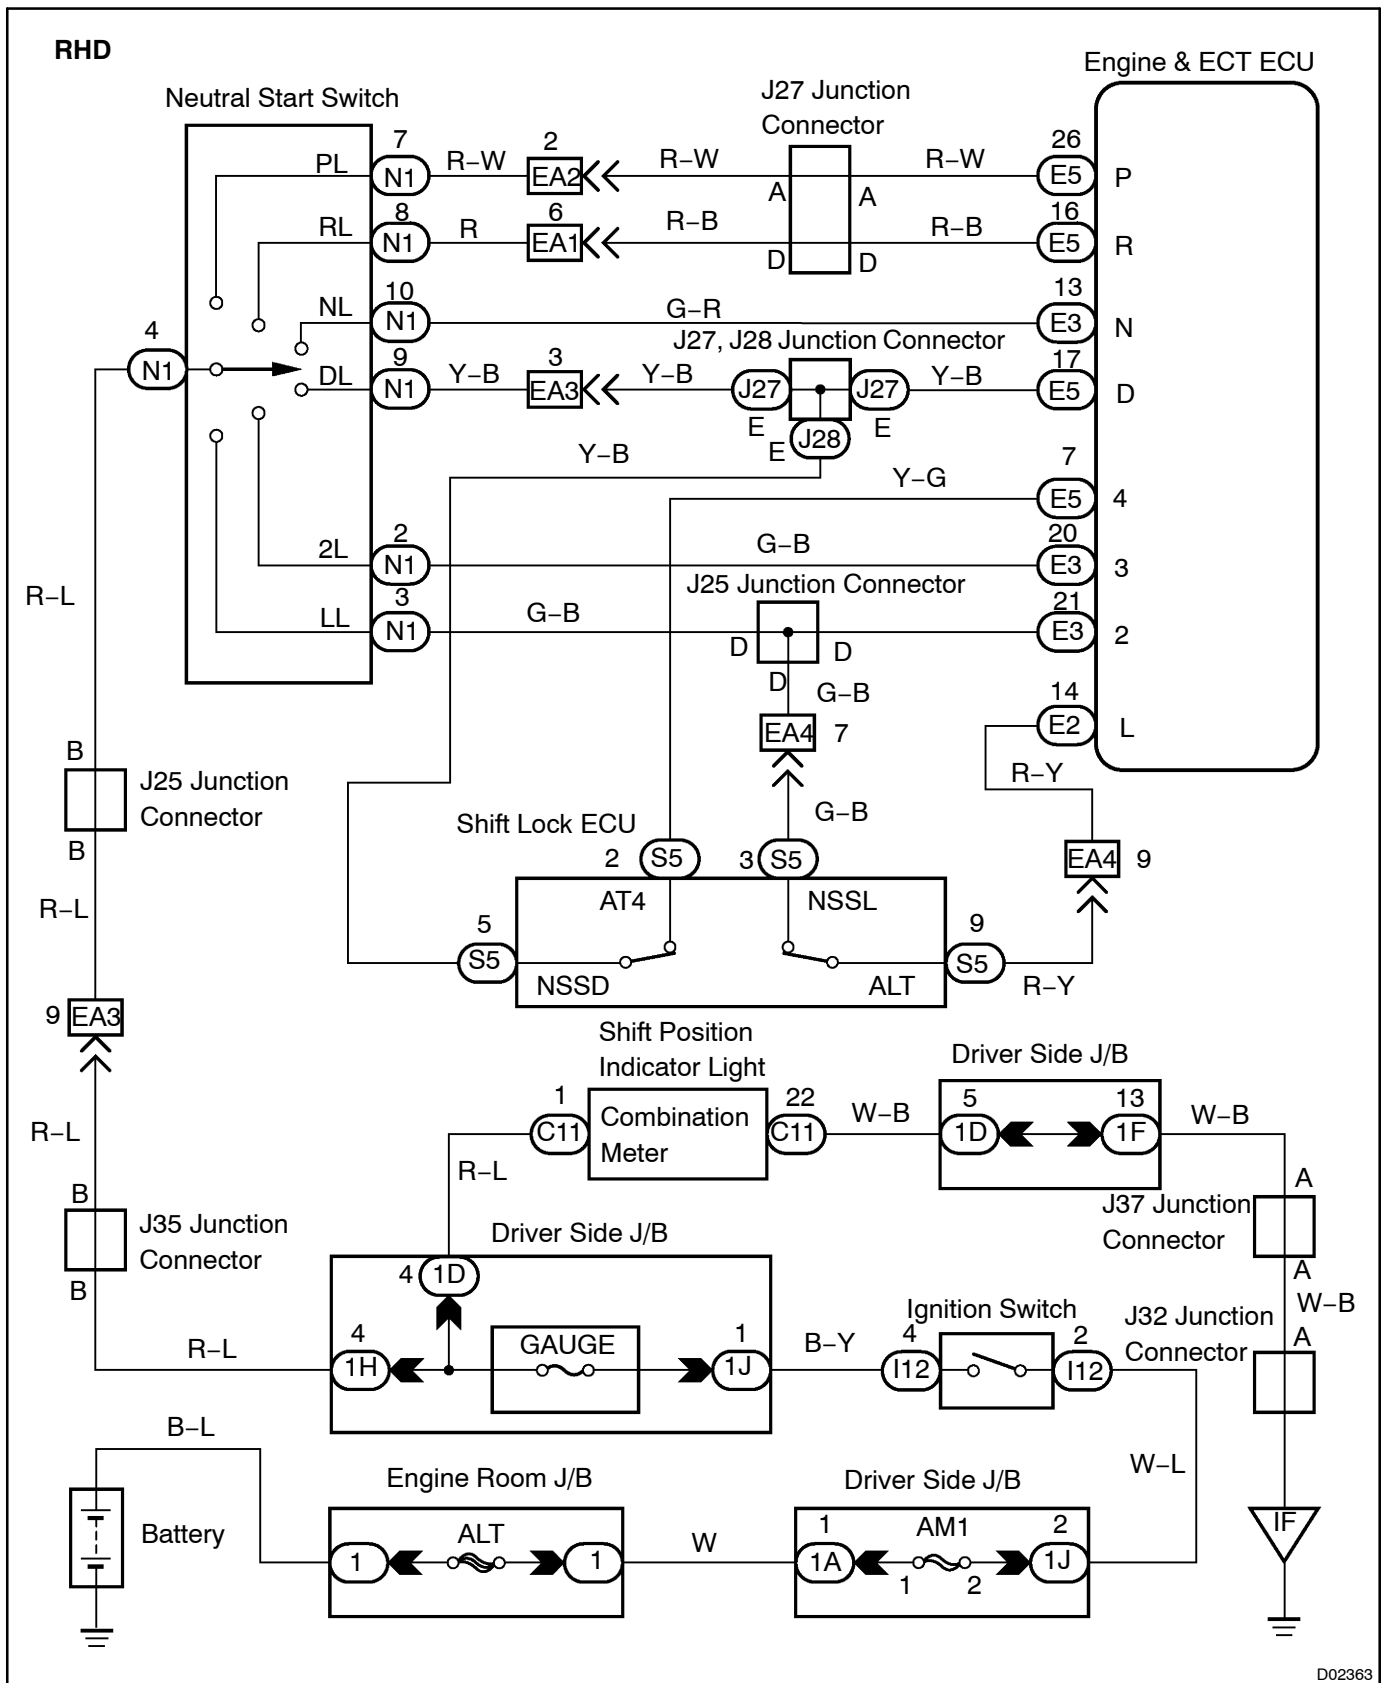 RHD
Engine & ECT ECU
Neutral Start Switch
J27 Junction
Connector
PL
7
N1
R-W
2
EA2
R-W
A
A
R-W
26
E5
P
RL
8
N1
R
6
EA1
R-B
D
D
R-B
16
E5
R
NL
10
N1
G-R
13
E3
N
J27, J28 Junction Connector
4
N1
DL
9
N1
Y-B
3
EA3
Y-B
J27
J27
Y-B
17
E5
D
E
E
J28
E
Y-B
Y-G
7
E5
4
2L
2
N1
G-B
20
E3
3
R-L
J25 Junction Connector
LL
3
N1
G-B
D
D
21
E3
2
D
G-B
EA4
7
14
E2
L
R-Y
B
J25 Junction
Connector
B
G-B
Shift Lock ECU
2
S5
3
S5
EA4
9
R-L
AT4
NSSL
5
S5
NSSD
ALT
9
S5
R-Y
9
EA3
Shift Position
Indicator Light
Driver Side J/B
R-L
1
C11
Combination
Meter
22
C11
W-B
5
1D
13
1F
W-B
R-L
B
J35 Junction
Connector
B
A
J37 Junction
Connector
A
W-B
Driver Side J/B
4
1D
Ignition Switch
J32 Junction
Connector
A
R-L
4
1H
GAUGE
1
1J
B-Y
4
I12
2
I12
B-L
W-L
Engine Room J/B
Driver Side J/B
Battery
1
ALT
1
W
1
1A
AM1
1
2
2
1J
IF
D02363